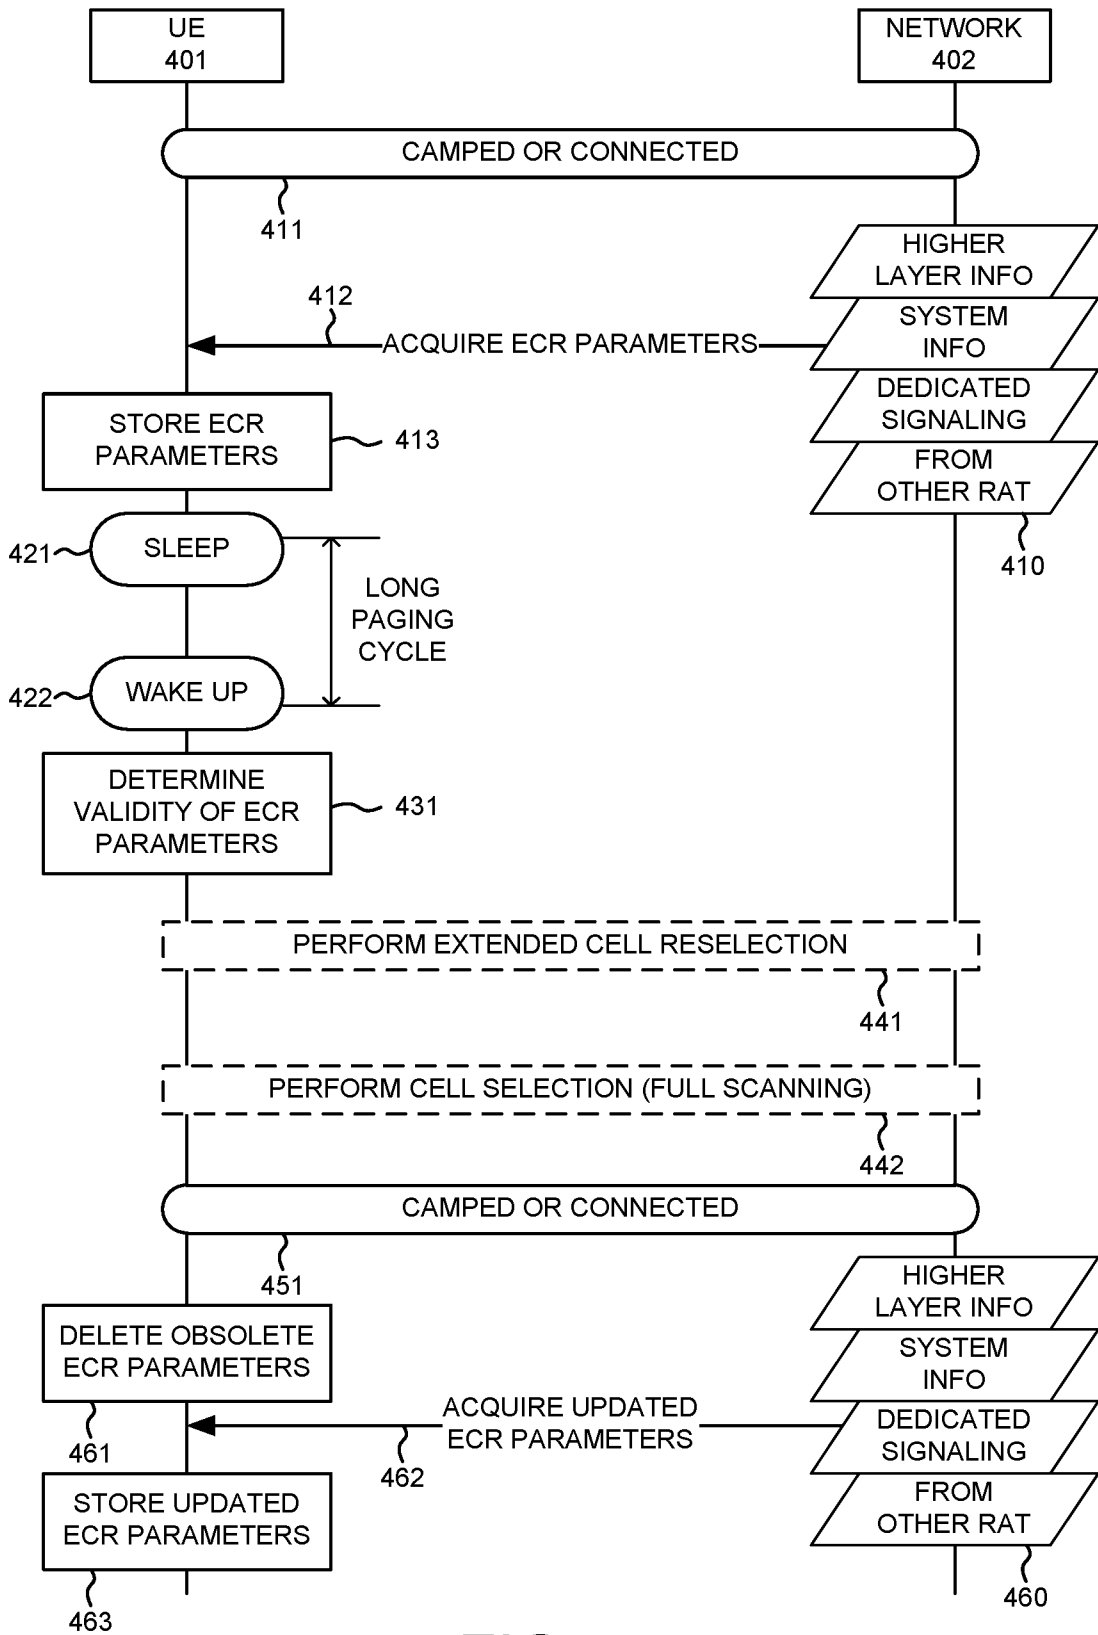 UE
401
NETWORK
402
CAMPED OR CONNECTED
411
HIGHER
LAYER INFO
412
ACQUIRE ECR PARAMETERS
SYSTEM
INFO
DEDICATED
SIGNALING
STORE ECR
PARAMETERS
413
FROM
OTHER RAT
410
421
SLEEP
LONG
PAGING
CYCLE
422
WAKE UP
DETERMINE
VALIDITY OF ECR
PARAMETERS
431
PERFORM EXTENDED CELL RESELECTION
441
PERFORM CELL SELECTION (FULL SCANNING)
442
CAMPED OR CONNECTED
451
HIGHER
LAYER INFO
DELETE OBSOLETE
ECR PARAMETERS
461
SYSTEM
INFO
ACQUIRE UPDATED
ECR PARAMETERS
462
DEDICATED
SIGNALING
STORE UPDATED
ECR PARAMETERS
463
FROM
OTHER RAT
460